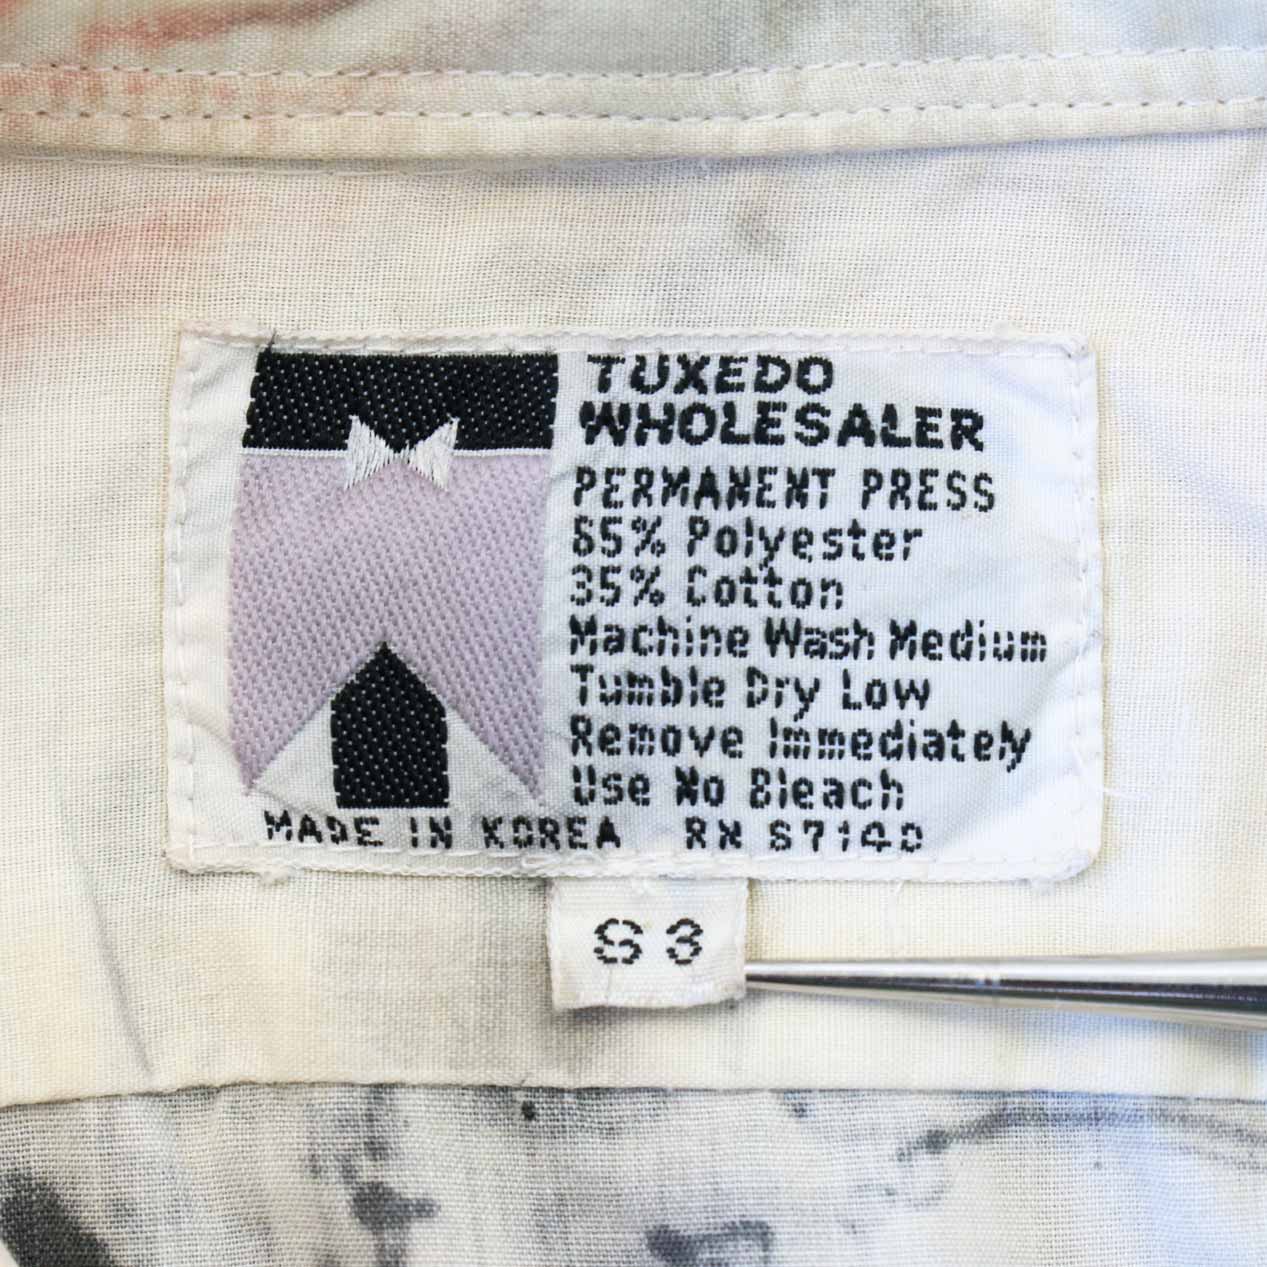 TUXEDO
WHOLESALER
PERMANENT PRESS
65% Polyester
35% Cotton
Machine Wash Medium
Tumble Dry Low
Remove Immediately
Use No Bleach
MADE IN KOREA RN 87140
S 3